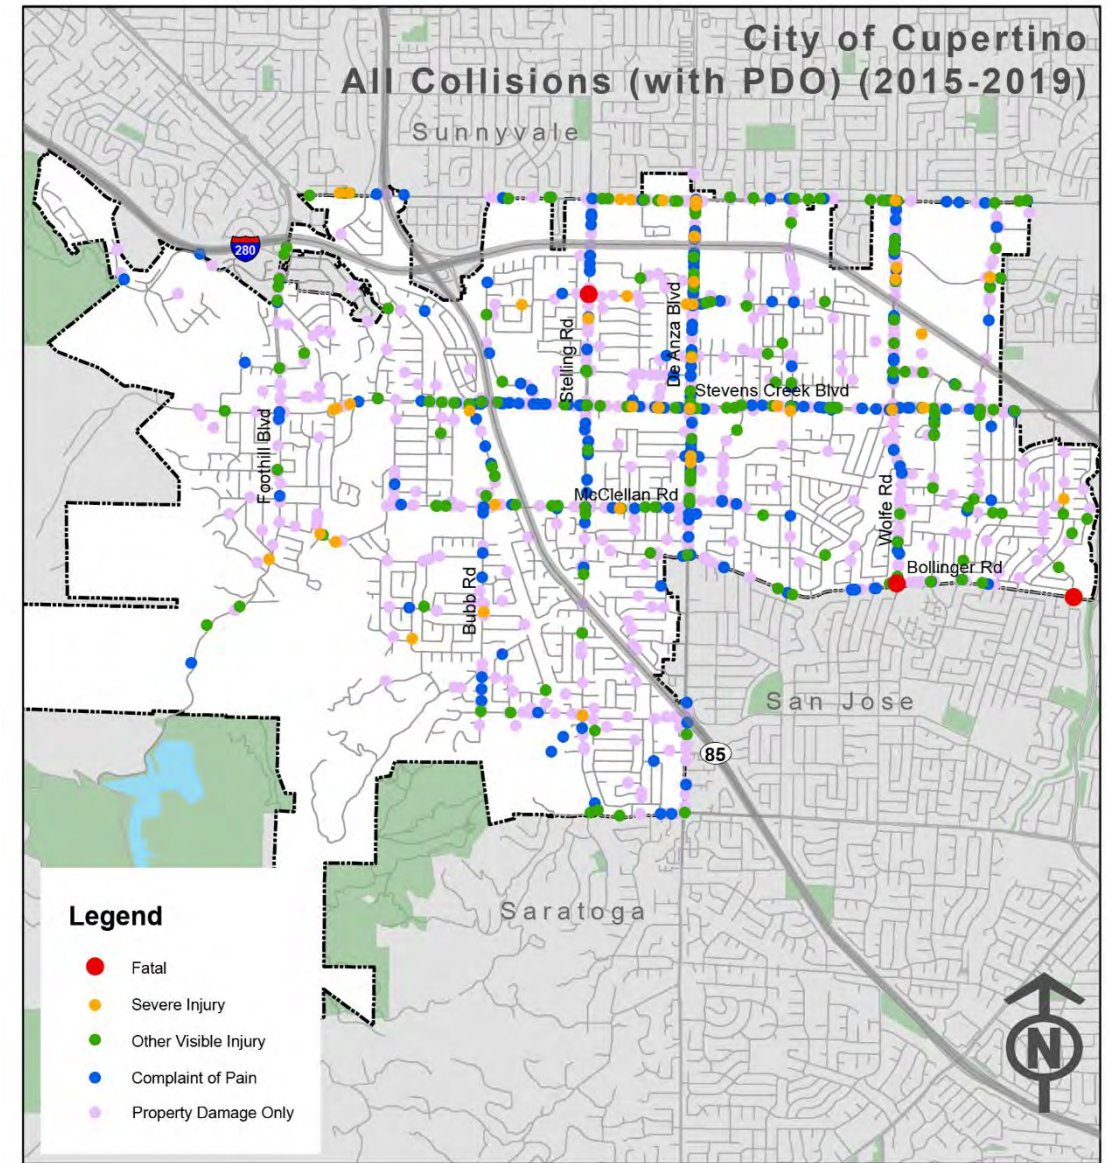 City of Cupertino
All Collisions (with PDO) (2015-2019)
Sunnyvale
280
De Anza Blvd
Stelling Rd
Stevens Creek Blvd
Foothill Blvd
McClellan Rd
Wolfe Rd
Bollinger Rd
Bubb Rd
San Jose
85
Saratoga
Legend
Fatal
Severe Injury
Other Visible Injury
Complaint of Pain
Property Damage Only
N